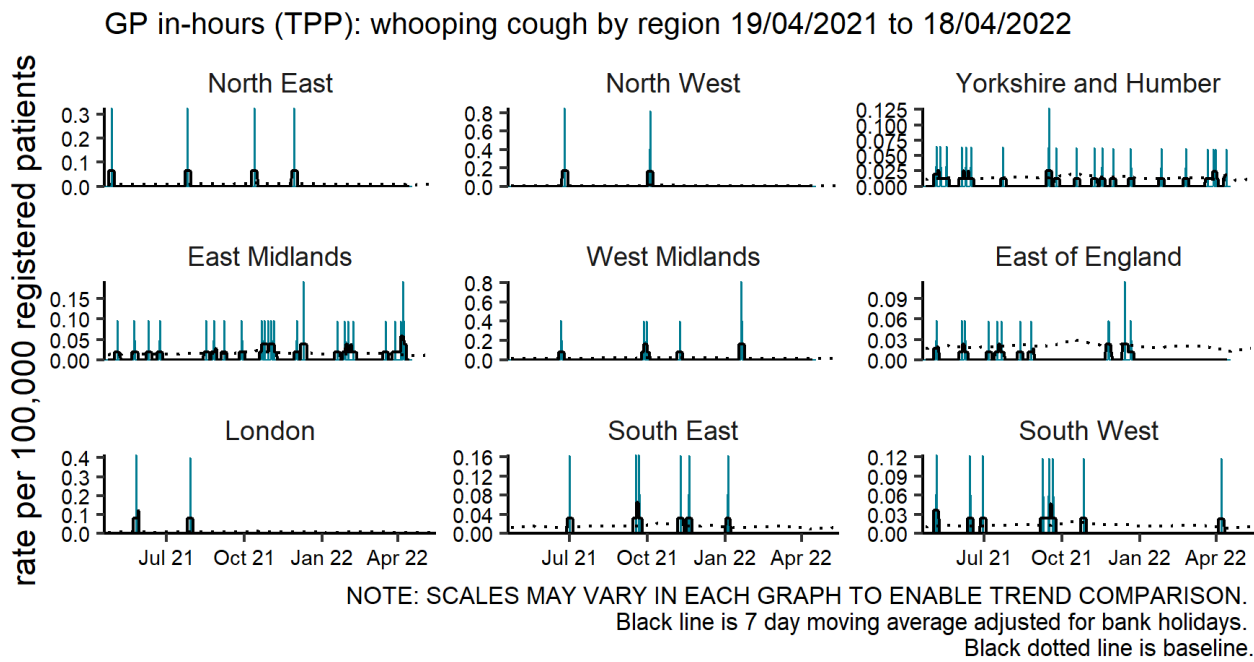 GP in-hours (TPP): whooping cough by region 19/04/2021 to 18/04/2022
rate per 100,000 registered patients
North East
0.3
0.2
0.1
0.0
North West
0.8
0.6
0.4
0.2
0.0
Yorkshire and Humber
0.125
0.100
0.075
0.050
0.025
0.000
East Midlands
0.15
0.10
0.05
0.00
West Midlands
0.8
0.6
0.4
0.2
0.0
East of England
0.09
0.06
0.03
0.00
London
0.4
0.3
0.2
0.1
0.0
Jul 21 Oct 21 Jan 22 Apr 22
South East
0.16
0.12
0.08
0.04
0.00
Jul 21 Oct 21 Jan 22 Apr 22
South West
0.12
0.09
0.06
0.03
0.00
Jul 21 Oct 21 Jan 22 Apr 22
NOTE: SCALES MAY VARY IN EACH GRAPH TO ENABLE TREND COMPARISON.
Black line is 7 day moving average adjusted for bank holidays.
Black dotted line is baseline.